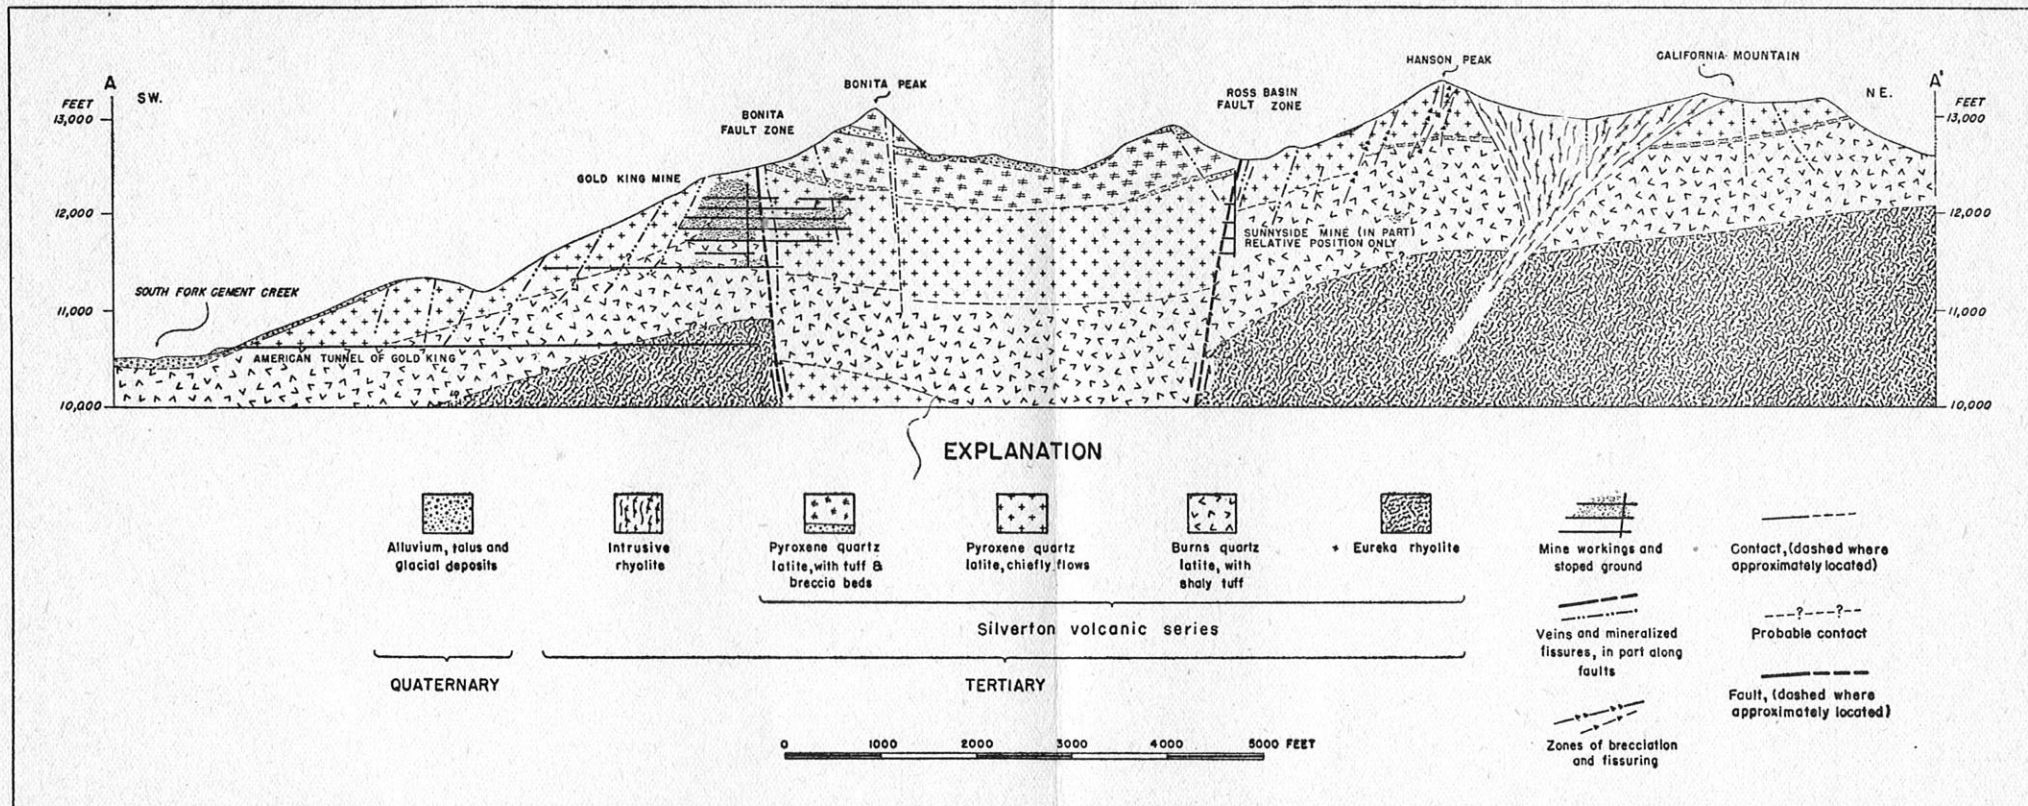 A
SW.
FEET
13,000
12,000
11,000
10,000
SOUTH FORK CEMENT CREEK
AMERICAN TUNNEL OF GOLD KING
GOLD KING MINE
BONITA
FAULT ZONE
BONITA PEAK
ROSS BASIN
FAULT ZONE
HANSON PEAK
CALIFORNIA MOUNTAIN
SUNNYSIDE MINE (IN PART)
RELATIVE POSITION ONLY
NE.
A'
FEET
13,000
12,000
11,000
10,000
?
?
EXPLANATION
Alluvium, talus and
glacial deposits
Intrusive
rhyolite
Pyroxene quartz
latite, with tuff &
breccia beds
Pyroxene quartz
latite, chiefly flows
Burns quartz
latite, with
shaly tuff
Eureka rhyolite
Silverton volcanic series
QUATERNARY
TERTIARY
Mine workings and
stoped ground
Veins and mineralized
fissures, in part along
faults
Zones of brecciation
and fissuring
Contact, (dashed where
approximately located)
---?---?--
Probable contact
Fault, (dashed where
approximately located)
0 1000 2000 3000 4000 5000 FEET